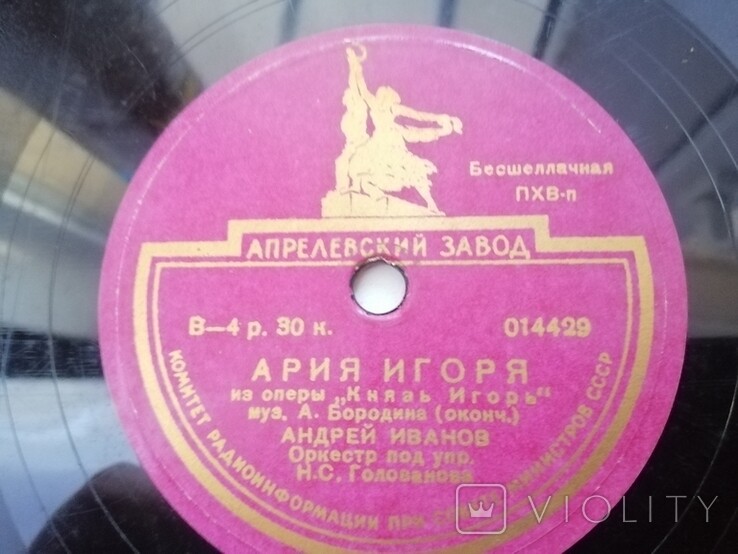 Бесшеллачная
ПХВ-п
АПРЕЛЕВСКИЙ ЗАВОД
В—4 р. 30 к. 014429
АРИЯ ИГОРЯ
из оперы „Князь Игорь"
муз. А. Бородина (оконч.)
АНДРЕЙ ИВАНОВ
Оркестр под упр.
Н.С. Голованова
КОМИТЕТ РАДИОИНФОРМАЦИИ ПРИ МИНИСТРОВ СССР
VIOLITY